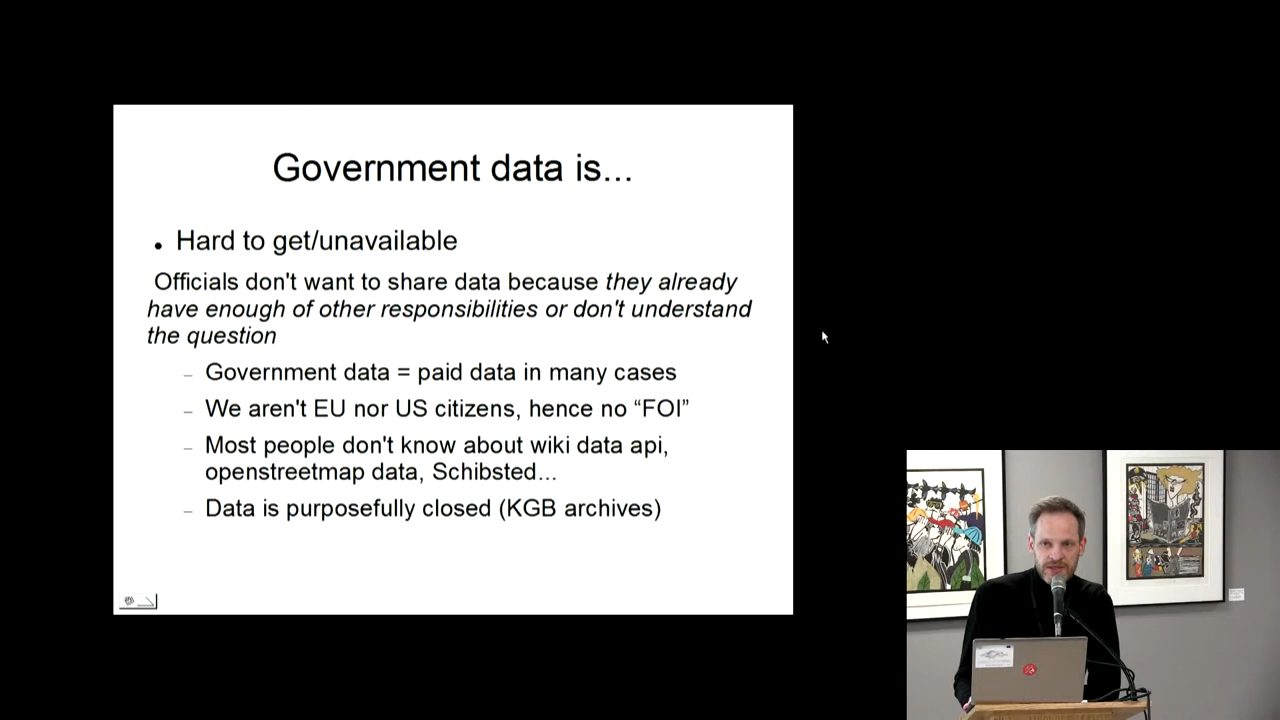 Government data is...
• Hard to get/unavailable
Officials don't want to share data because they already
have enough of other responsibilities or don't understand
the question
– Government data = paid data in many cases
– We aren't EU nor US citizens, hence no “FOI”
– Most people don't know about wiki data api,
openstreetmap data, Schibsted...
– Data is purposefully closed (KGB archives)